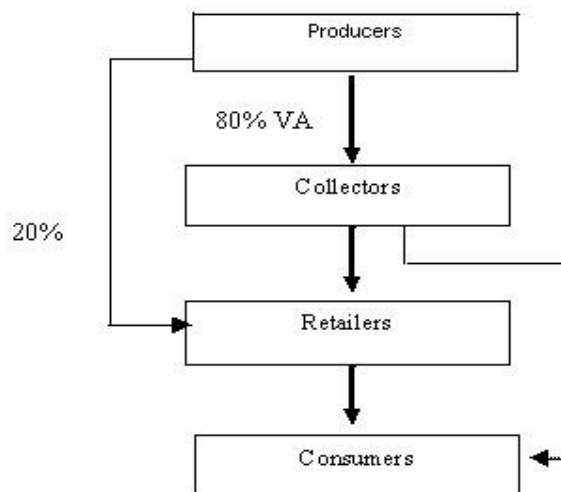 Producers
80% VA
Collectors
20%
Retailers
Consumers